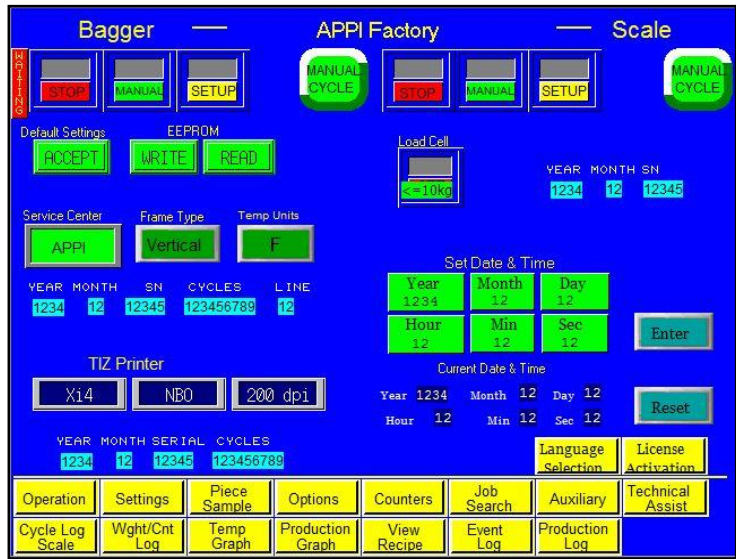 Bagger — APPI Factory — Scale
WAITING
STOP MANUAL SETUP MANUAL CYCLE STOP MANUAL SETUP MANUAL CYCLE
Default Settings EEPROM
ACCEPT WRITE READ
Load Cell
<=10kg
YEAR MONTH SN
1234 12 12345
Service Center Frame Type Temp Units
APPI Vertical F
YEAR MONTH SN CYCLES LINE
1234 12 12345 123456789 12
Set Date & Time
Year Month Day
1234 12 12
Hour Min Sec
12 12 12
Enter
TIZ Printer
Xi4 NBO 200 dpi
Current Date & Time
Year 1234 Month 12 Day 12
Hour 12 Min 12 Sec 12
Reset
YEAR MONTH SERIAL CYCLES
1234 12 12345 123456789
Language Selection License Activation
Operation Settings Piece Sample Options Counters Job Search Auxiliary Technical Assist
Cycle Log Scale Wght/Cnt Log Temp Graph Production Graph View Recipe Event Log Production Log